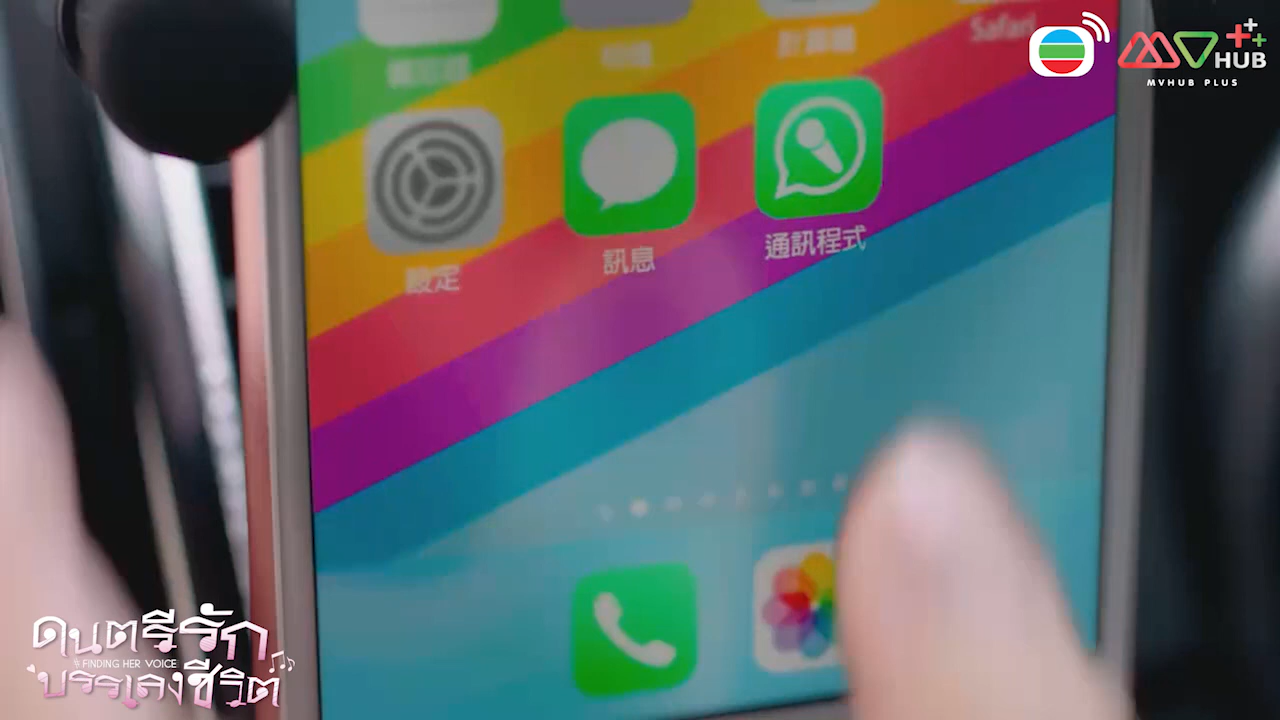 Safari
HUB
MVHUB PLUS
設定
訊息
通訊程式
ดนตรีรัก
FINDING HER VOICE
บรรเลงชีวิต